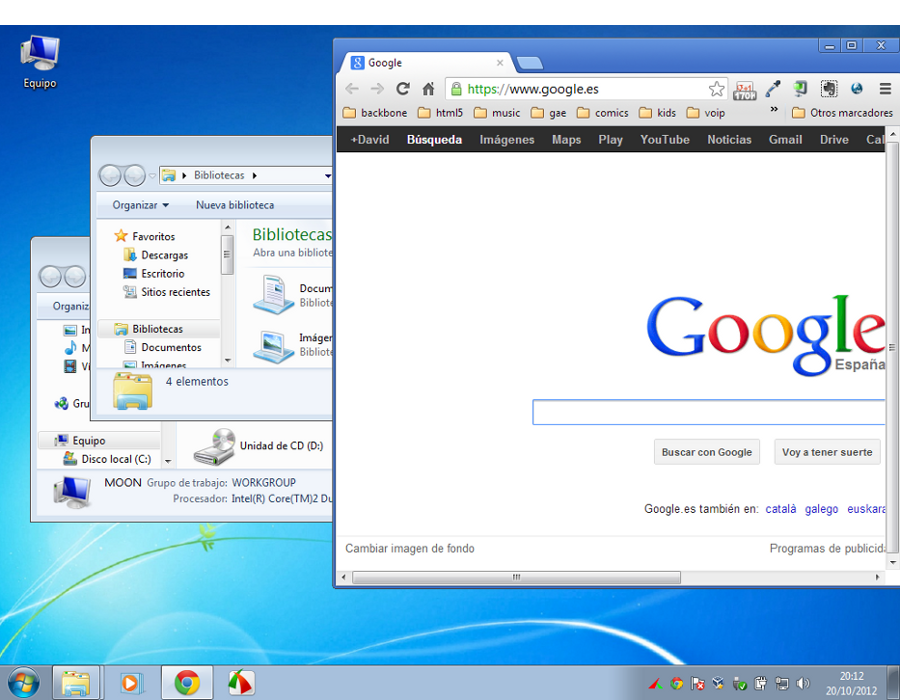 Equipo
Google
https://www.google.es
backbone html5 music gae comics kids voip » Otros marcadores
+David Búsqueda Imágenes Maps Play YouTube Noticias Gmail Drive Cal
Google
España
Buscar con Google Voy a tener suerte
Google.es también en: català galego euskara
Cambiar imagen de fondo Programas de publicida
Bibliotecas
Organizar Nueva biblioteca
Favoritos
Descargas
Escritorio
Sitios recientes
Bibliotecas
Documentos
Imágenes
Bibliotecas
Abra una bibliote
Docum
Bibliote
Imáger
Bibliote
4 elementos
Organiz
In
M
Ví
Gru
Equipo
Disco local (C:)
Unidad de CD (D:)
MOON Grupo de trabajo: WORKGROUP
Procesador: Intel(R) Core(TM)2 Du
20:12
20/10/2012